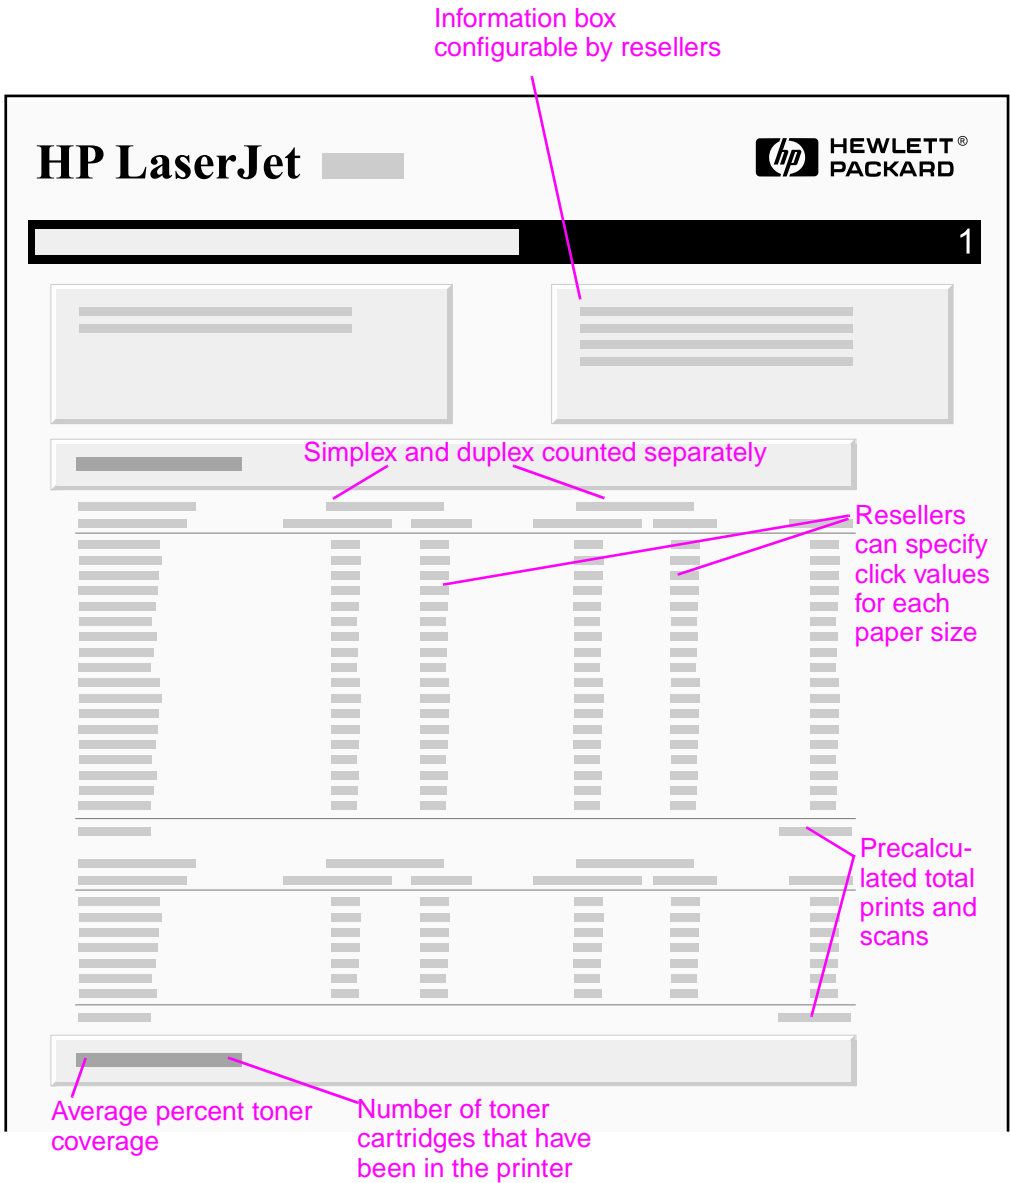 Information box
configurable by resellers
HP LaserJet
hp
HEWLETT®
PACKARD
1
Simplex and duplex counted separately
Resellers
can specify
click values
for each
paper size
Precalcu-
lated total
prints and
scans
Average percent toner
coverage
Number of toner
cartridges that have
been in the printer